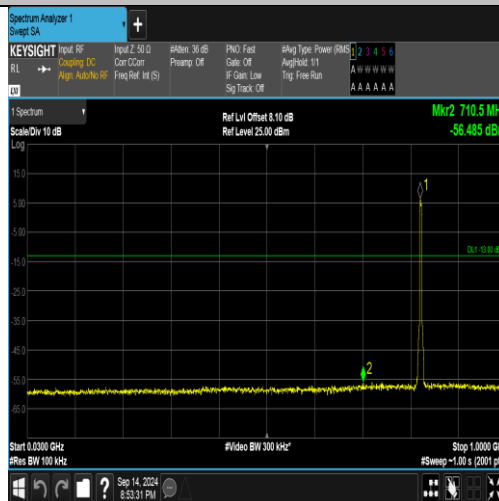 Spectrum Analyzer 1
Swept SA
+
KEYSIGHT Input: RF Input Z: 50 Ω #Atten: 36 dB PNO: Fast #Avg Type: Power (RMS 1 2 3 4 5 6
RL Coupling: DC Corr CCorr Preamp: Off Gate: Off Avg|Hold: 1/1 A W W W W W
Align: Auto/No RF Freq Ref: Int (S) IF Gain: Low Trig: Free Run
Sig Track: Off A A A A A A
1 Spectrum
Ref Lvl Offset 8.10 dB Mkr2 710.5 MH
Scale/Div 10 dB Ref Level 25.00 dBm -56.485 dB
Log
15.0
5.00
-5.00
-15.0
-25.0
-35.0
-45.0
-55.0
-65.0
1
DL1 -13.00 dB
2
Start 0.0300 GHz #Video BW 300 kHz* Stop 1.0000 G
#Res BW 100 kHz #Sweep ~1.00 s (2001 pt
? Sep 14, 2024
8:53:31 PM